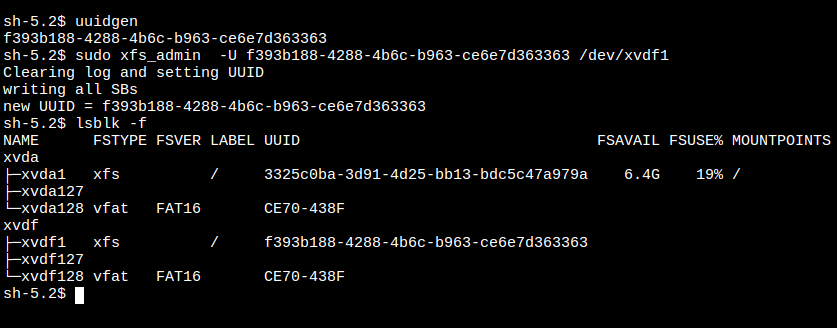 sh-5.2$ uuidgen
f393b188-4288-4b6c-b963-ce6e7d363363
sh-5.2$ sudo xfs_admin  -U f393b188-4288-4b6c-b963-ce6e7d363363 /dev/xvdf1
Clearing log and setting UUID
writing all SBs
new UUID = f393b188-4288-4b6c-b963-ce6e7d363363
sh-5.2$ lsblk -f
NAME      FSTYPE FSVER LABEL UUID                                 FSAVAIL FSUSE% MOUNTPOINTS
xvda
├─xvda1   xfs          /     3325c0ba-3d91-4d25-bb13-bdc5c47a979a    6.4G    19% /
├─xvda127
└─xvda128 vfat   FAT16       CE70-438F
xvdf
├─xvdf1   xfs          /     f393b188-4288-4b6c-b963-ce6e7d363363
├─xvdf127
└─xvdf128 vfat   FAT16       CE70-438F
sh-5.2$